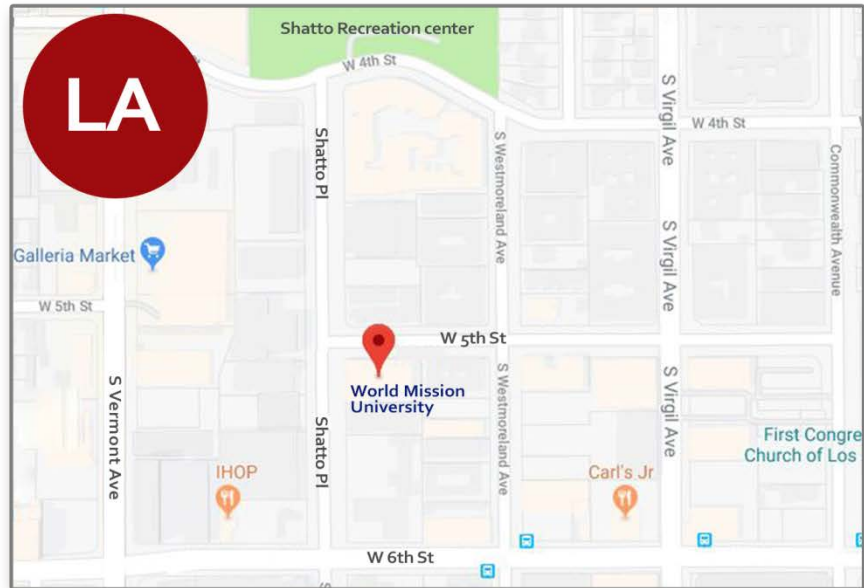 Shatto Recreation center
LA
W 4th St
W 4th St
S Virgil Ave
Shatto Pl
S Westmoreland Ave
Commonwealth Avenue
Galleria Market
S Virgil Ave
W 5th St
W 5th St
World Mission
University
S Vermont Ave
Shatto Pl
S Westmoreland Ave
S Virgil Ave
First Congre
Church of Los
IHOP
Carl's Jr
W 6th St